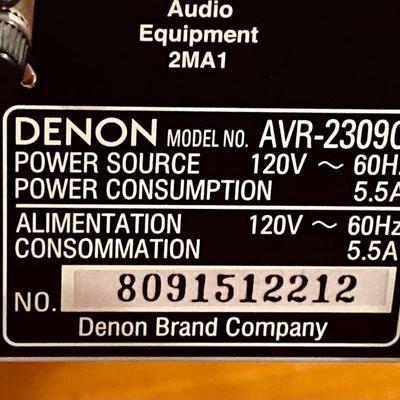 Audio
Equipment
2MA1
DENON MODEL NO. AVR-2309C
POWER SOURCE 120V ~ 60Hz
POWER CONSUMPTION 5.5A
ALIMENTATION 120V ~ 60Hz
CONSOMMATION 5.5A
NO. 8091512212
Denon Brand Company